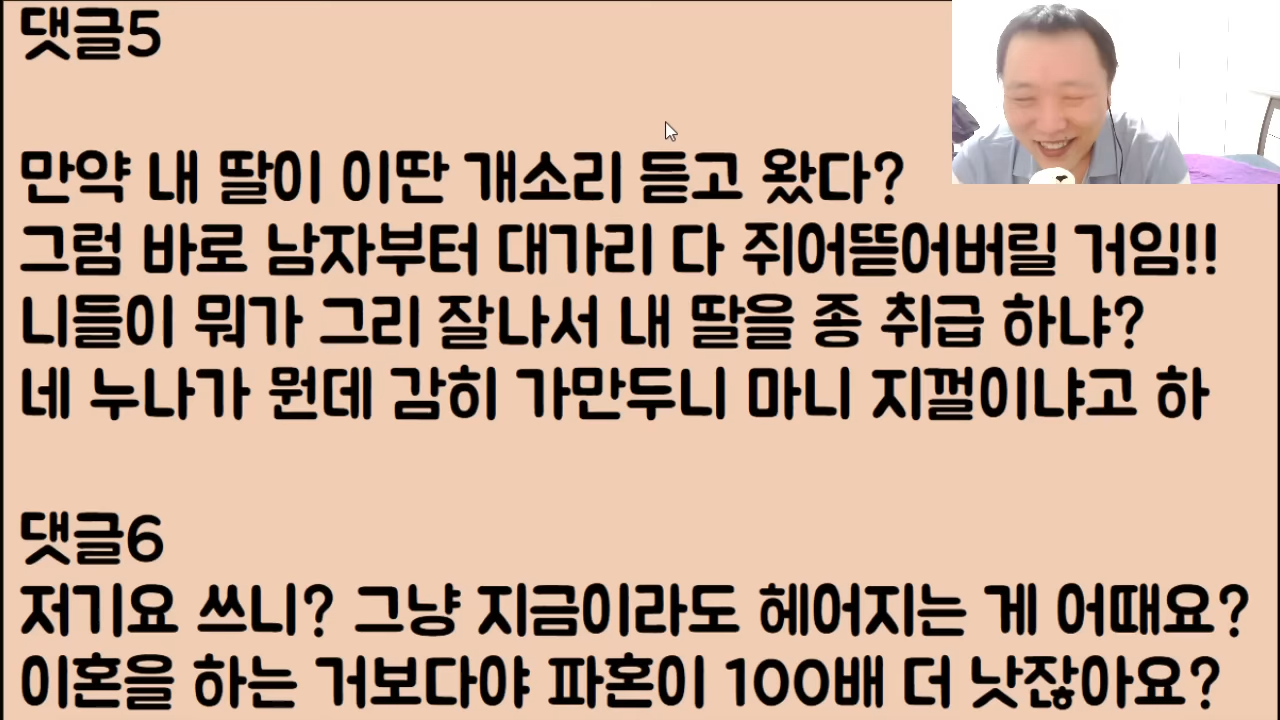 댓글5
만약 내 딸이 이딴 개소리 듣고 왔다?
그럼 바로 남자부터 대가리 다 쥐어뜯어버릴 거임!!
니들이 뭐가 그리 잘나서 내 딸을 종 취급 하냐?
네 누나가 뭔데 감히 가만두니 마니 지껄이냐고 하
댓글6
저기요 쓰니? 그냥 지금이라도 헤어지는 게 어때요?
이혼을 하는 거보다야 파혼이 100배 더 낫잖아요?